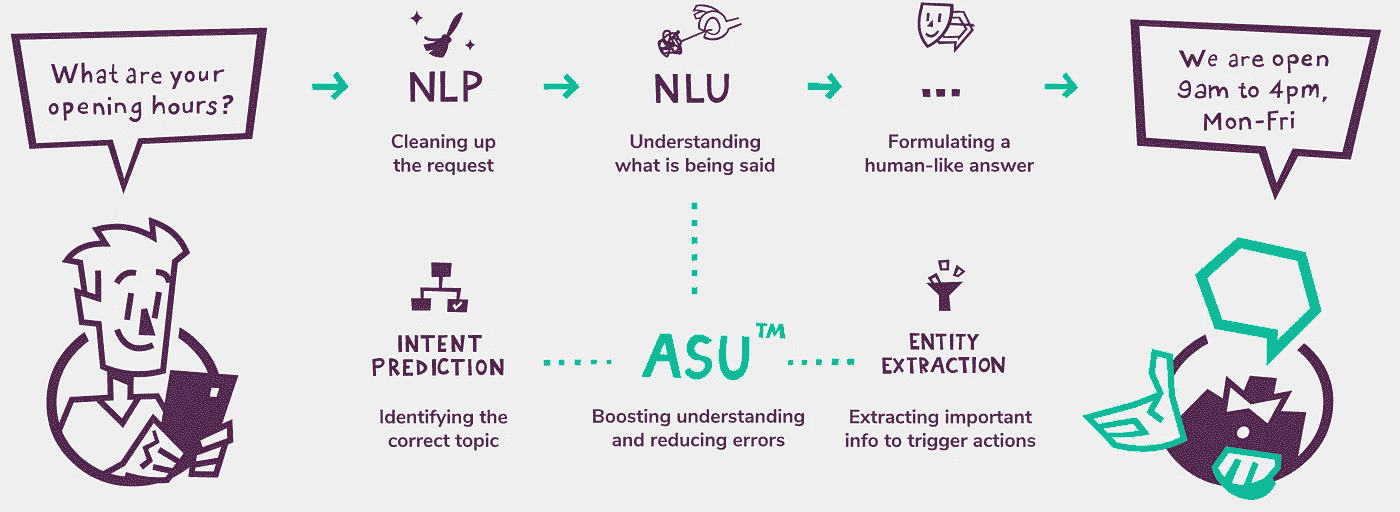 What are your
opening hours?
NLP
Cleaning up
the request
NLU
Understanding
what is being said
...
Formulating a
human-like answer
We are open
9am to 4pm,
Mon-Fri
INTENT
PREDICTION
Identifying the
correct topic
ASU™
Boosting understanding
and reducing errors
ENTITY
EXTRACTION
Extracting important
info to trigger actions